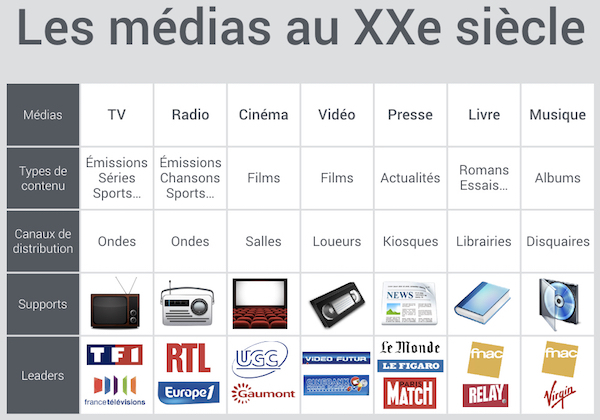 Les médias au XXe siècle
Médias TV Radio Cinéma Vidéo Presse Livre Musique
Types de contenu Émissions Séries Sports... Émissions Chansons Sports... Films Films Actualités Romans Essais... Albums
Canaux de distribution Ondes Ondes Salles Loueurs Kiosques Librairies Disquaires
Supports NEWS
Leaders TF1 RTL UGC VIDEO FUTUR Le Monde fnac fnac
LE FIGARO
francetélévisions Europe1 Gaumont PARIS MATCH RELAY Virgin